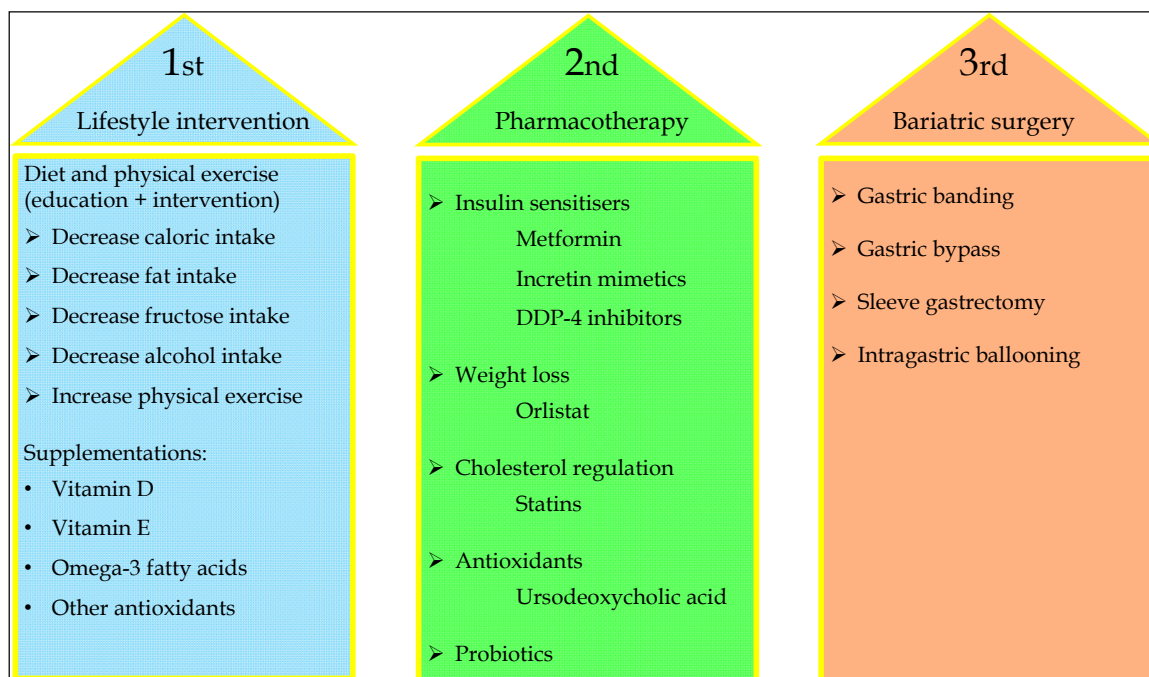 1st
Lifestyle intervention
Diet and physical exercise
(education + intervention)
➢ Decrease caloric intake
➢ Decrease fat intake
➢ Decrease fructose intake
➢ Decrease alcohol intake
➢ Increase physical exercise
Supplementations:
• Vitamin D
• Vitamin E
• Omega-3 fatty acids
• Other antioxidants
2nd
Pharmacotherapy
➢ Insulin sensitisers
Metformin
Incretin mimetics
DDP-4 inhibitors
➢ Weight loss
Orlistat
➢ Cholesterol regulation
Statins
➢ Antioxidants
Ursodeoxycholic acid
➢ Probiotics
3rd
Bariatric surgery
➢ Gastric banding
➢ Gastric bypass
➢ Sleeve gastrectomy
➢ Intragastric ballooning